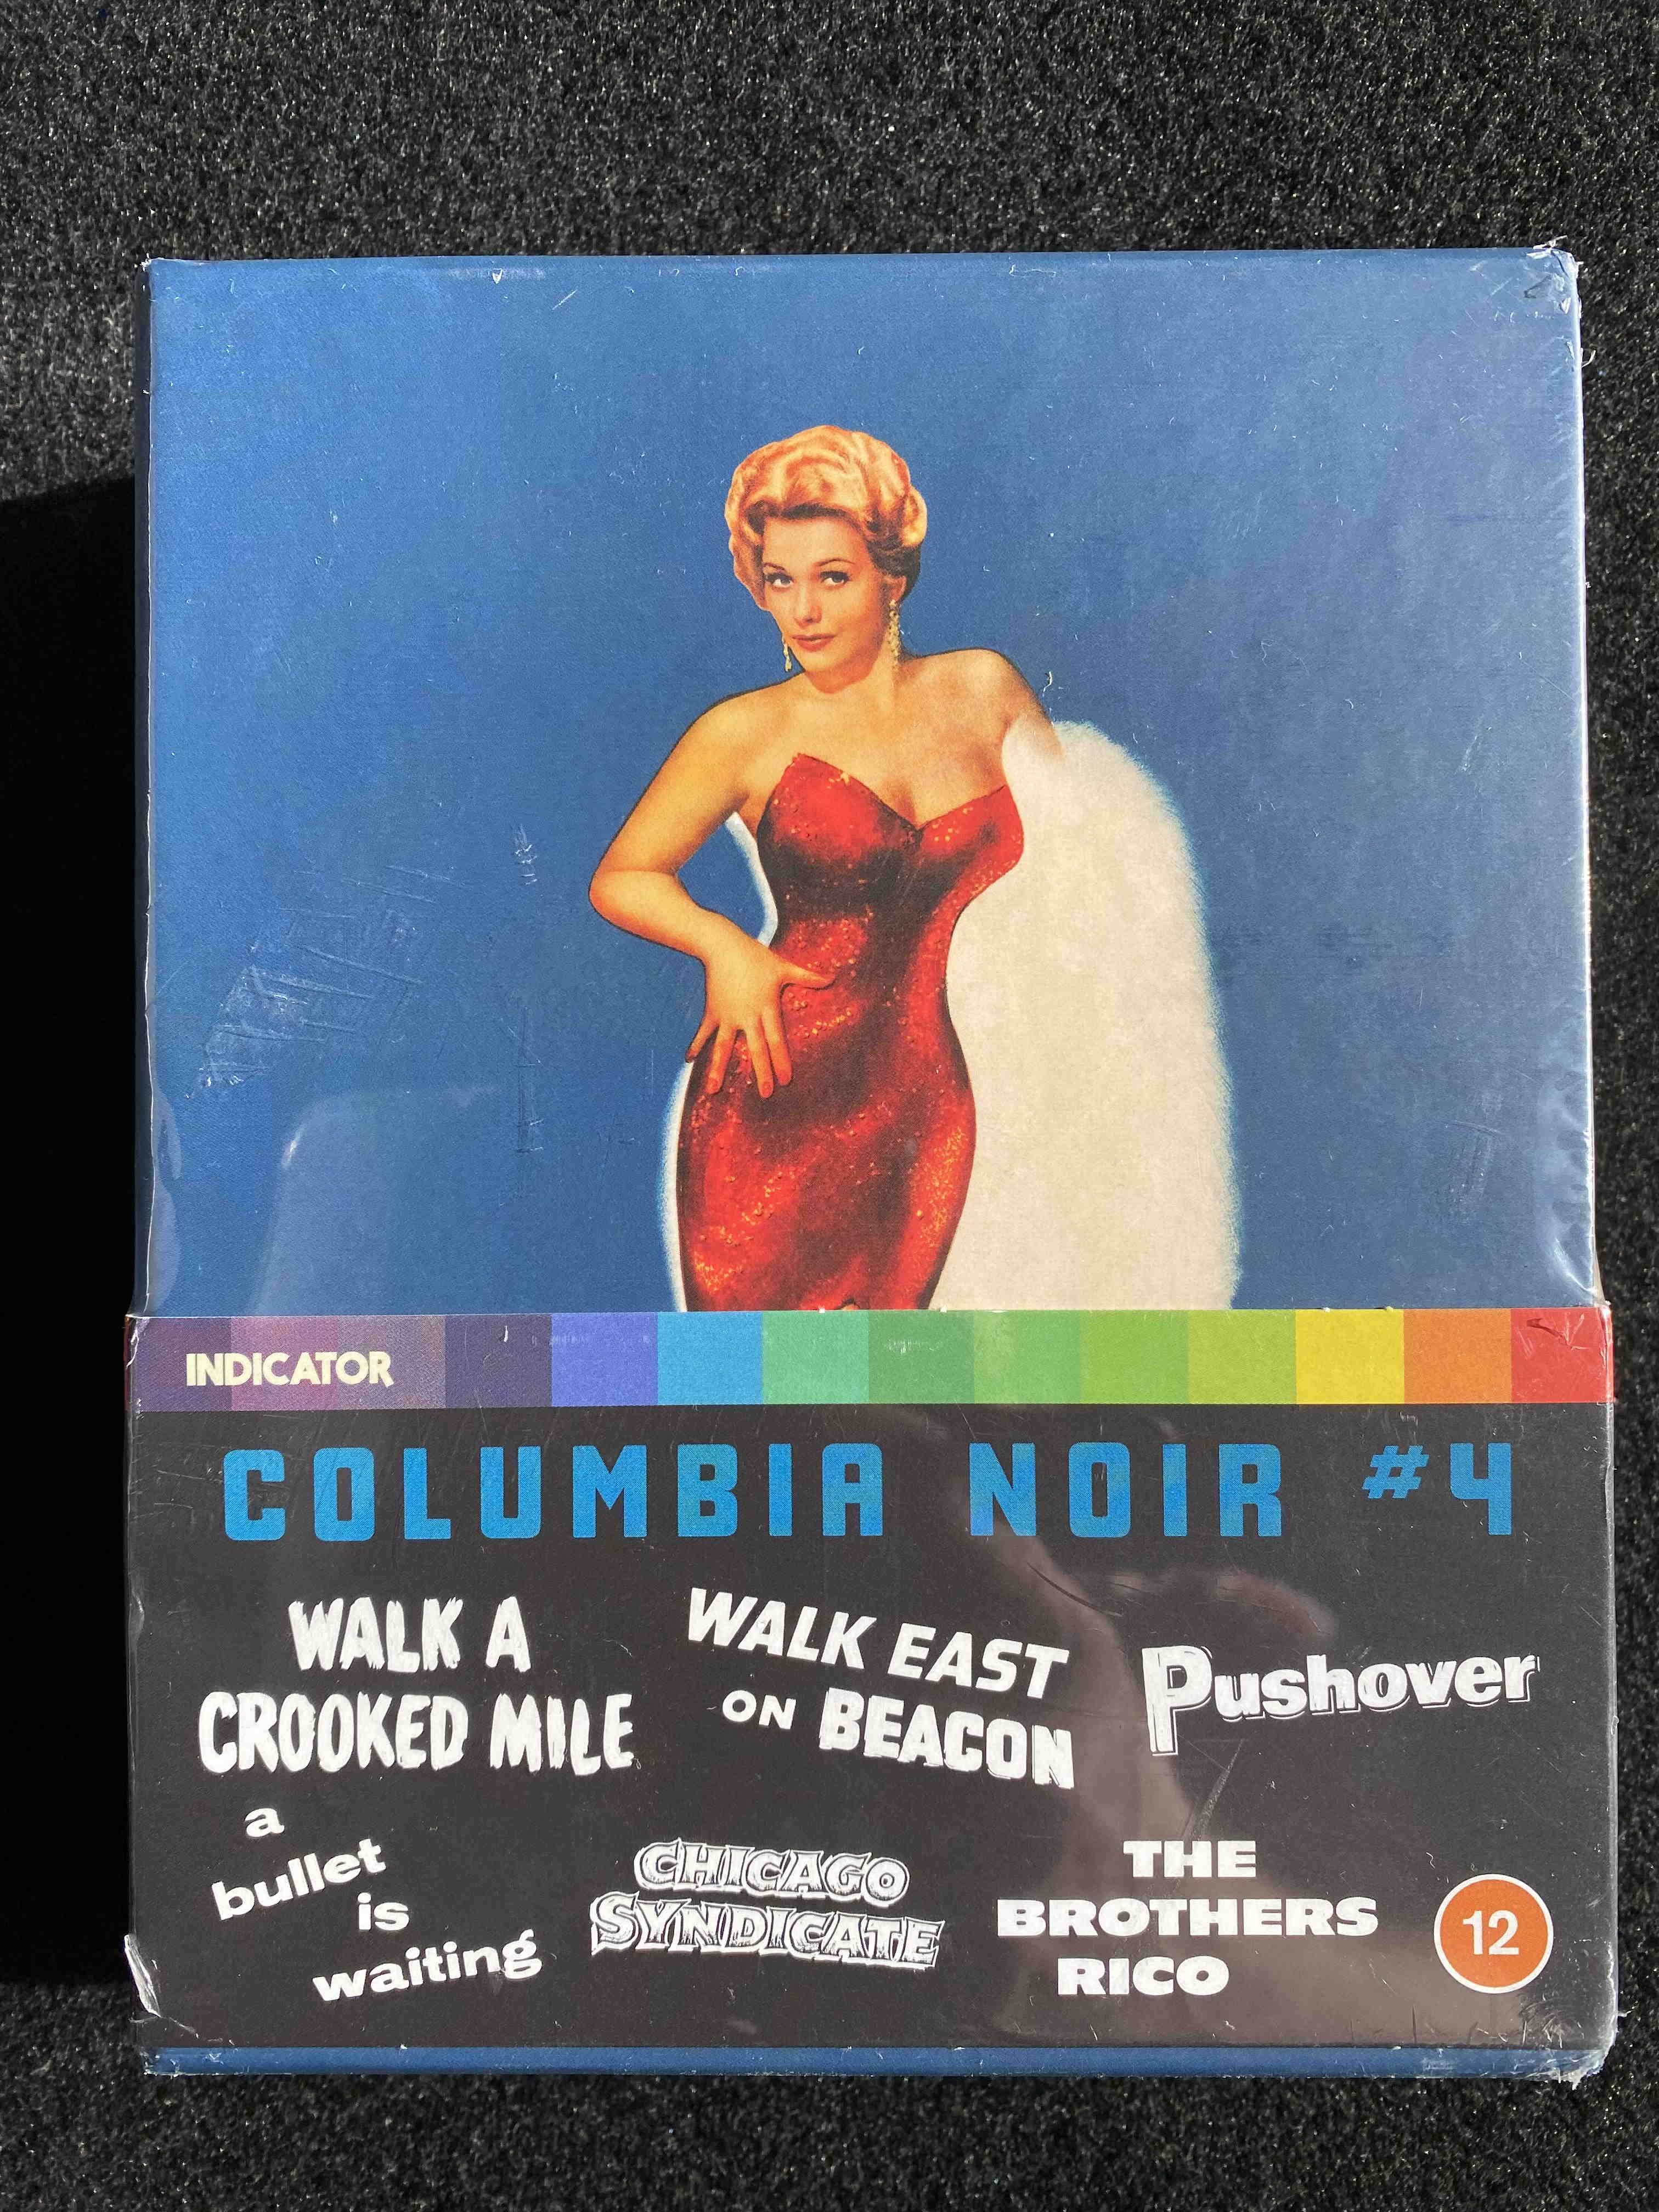 INDICATOR
COLUMBIA NOIR #4
WALK A
CROOKED MILE
WALK EAST
ON BEACON
Pushover
a
bullet
is
waiting
CHICAGO
SYNDICATE
THE
BROTHERS
RICO
12